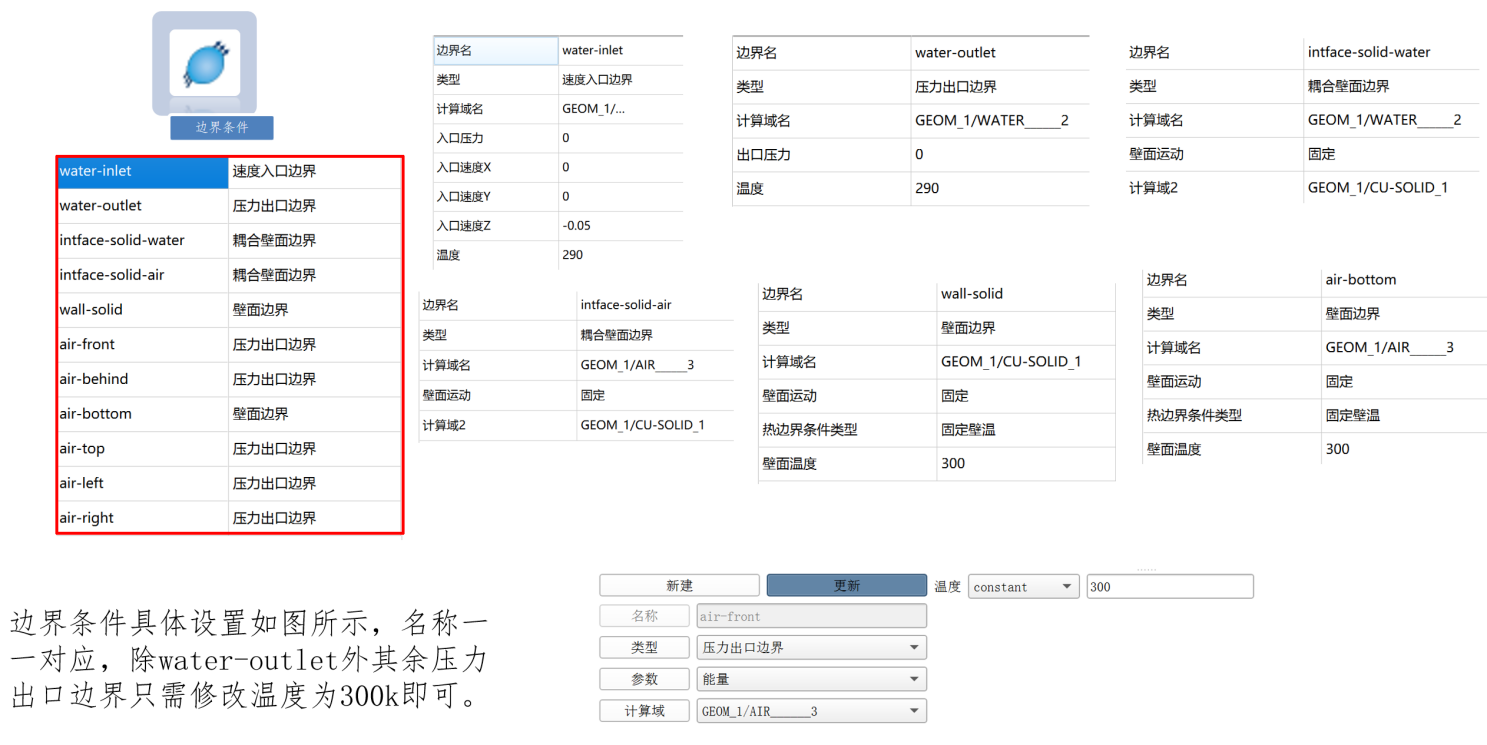 边界条件
water-inlet 速度入口边界
water-outlet 压力出口边界
intface-solid-water 耦合壁面边界
intface-solid-air 耦合壁面边界
wall-solid 壁面边界
air-front 压力出口边界
air-behind 压力出口边界
air-bottom 壁面边界
air-top 压力出口边界
air-left 压力出口边界
air-right 压力出口边界
边界名 water-inlet
类型 速度入口边界
计算域名 GEOM_1/...
入口压力 0
入口速度X 0
入口速度Y 0
入口速度Z -0.05
温度 290
边界名 water-outlet
类型 压力出口边界
计算域名 GEOM_1/WATER_____2
出口压力 0
温度 290
边界名 intface-solid-water
类型 耦合壁面边界
计算域名 GEOM_1/WATER_____2
壁面运动 固定
计算域2 GEOM_1/CU-SOLID_1
边界名 intface-solid-air
类型 耦合壁面边界
计算域名 GEOM_1/AIR_____3
壁面运动 固定
计算域2 GEOM_1/CU-SOLID_1
边界名 wall-solid
类型 壁面边界
计算域名 GEOM_1/CU-SOLID_1
壁面运动 固定
热边界条件类型 固定壁温
壁面温度 300
边界名 air-bottom
类型 壁面边界
计算域名 GEOM_1/AIR_____3
壁面运动 固定
热边界条件类型 固定壁温
壁面温度 300
边界条件具体设置如图所示，名称一
一对应，除water-outlet外其余压力
出口边界只需修改温度为300k即可。
......
新建 更新 温度 constant 300
名称 air-front
类型 压力出口边界
参数 能量
计算域 GEOM_1/AIR______3